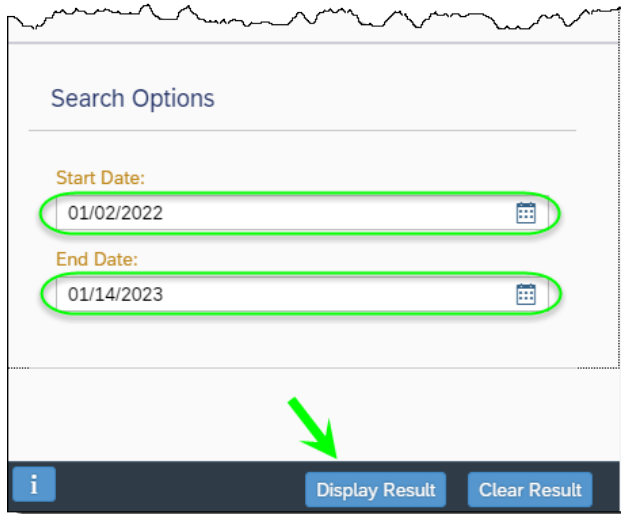 Search Options
Start Date:
01/02/2022
End Date:
01/14/2023
i Display Result Clear Result